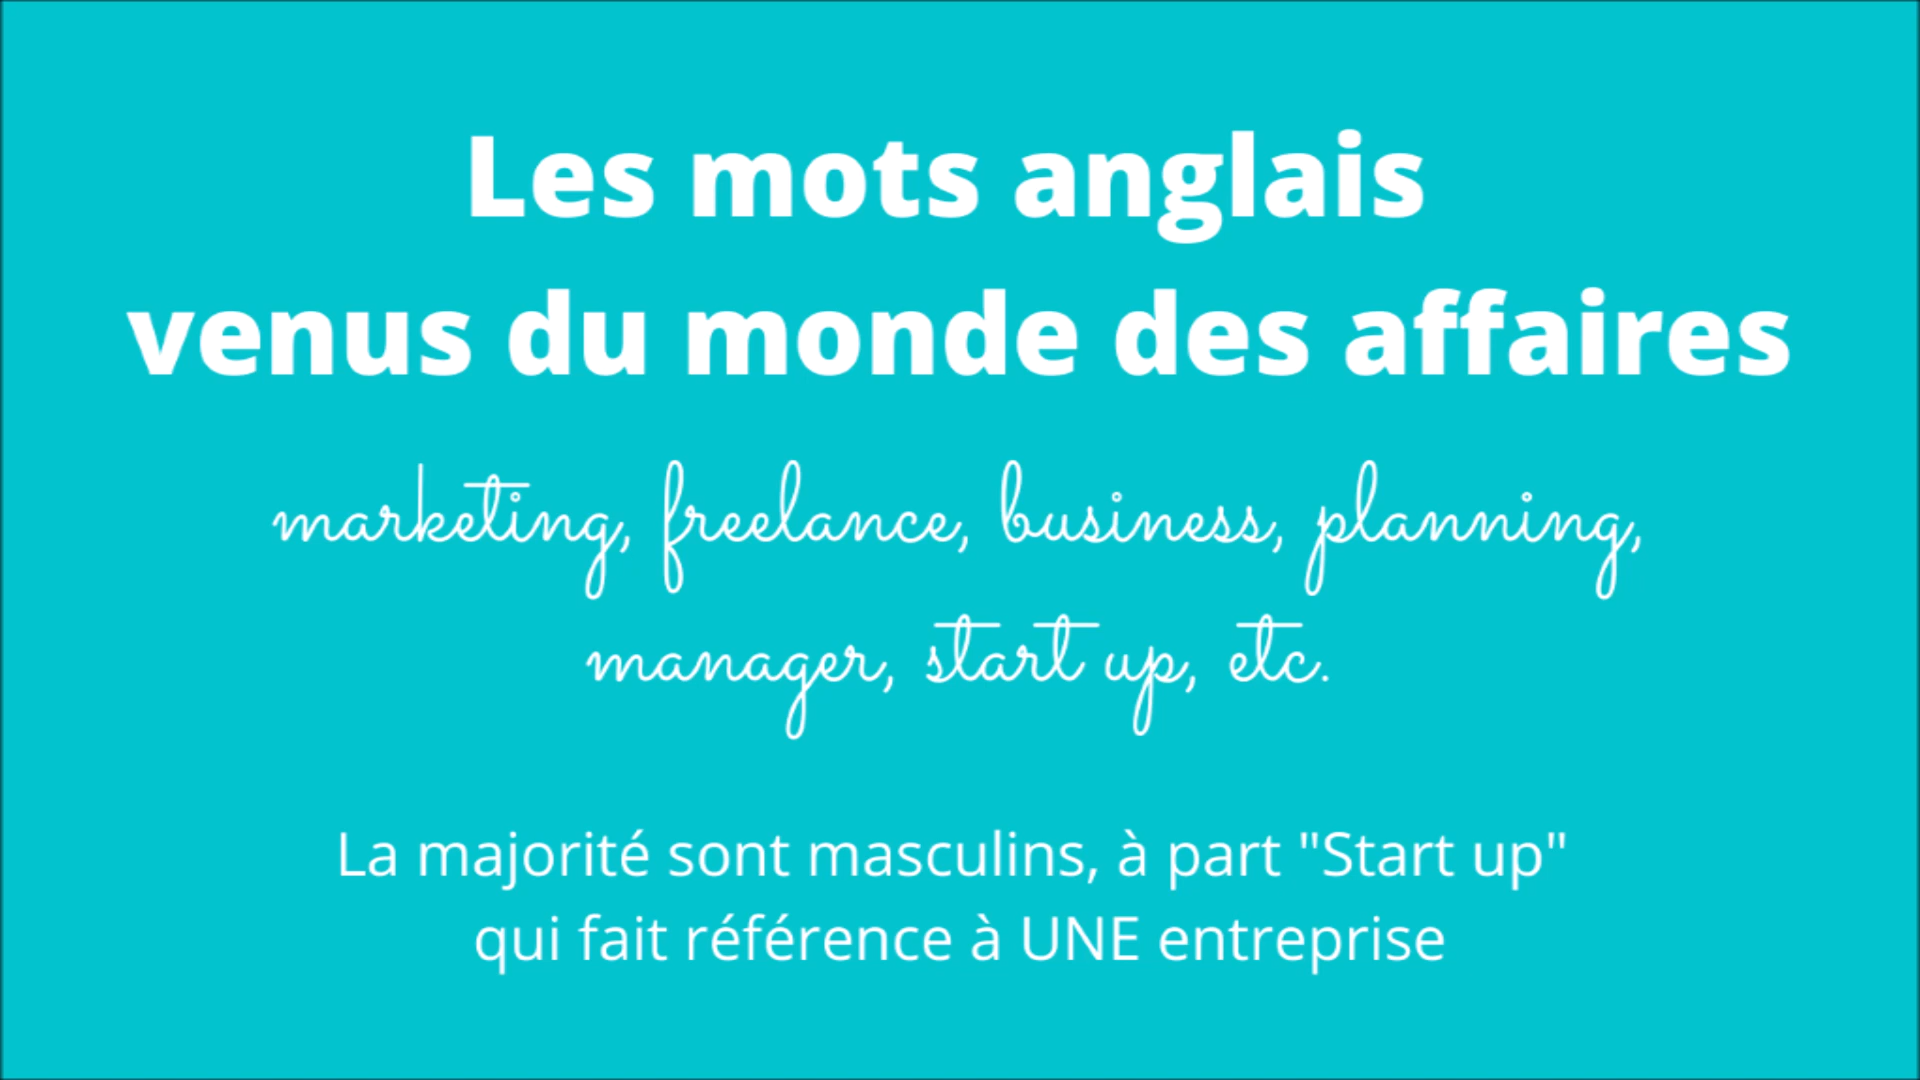 Les mots anglais
venus du monde des affaires
marketing, freelance, business, planning,
manager, start up, etc.
La majorité sont masculins, à part "Start up"
qui fait référence à UNE entreprise